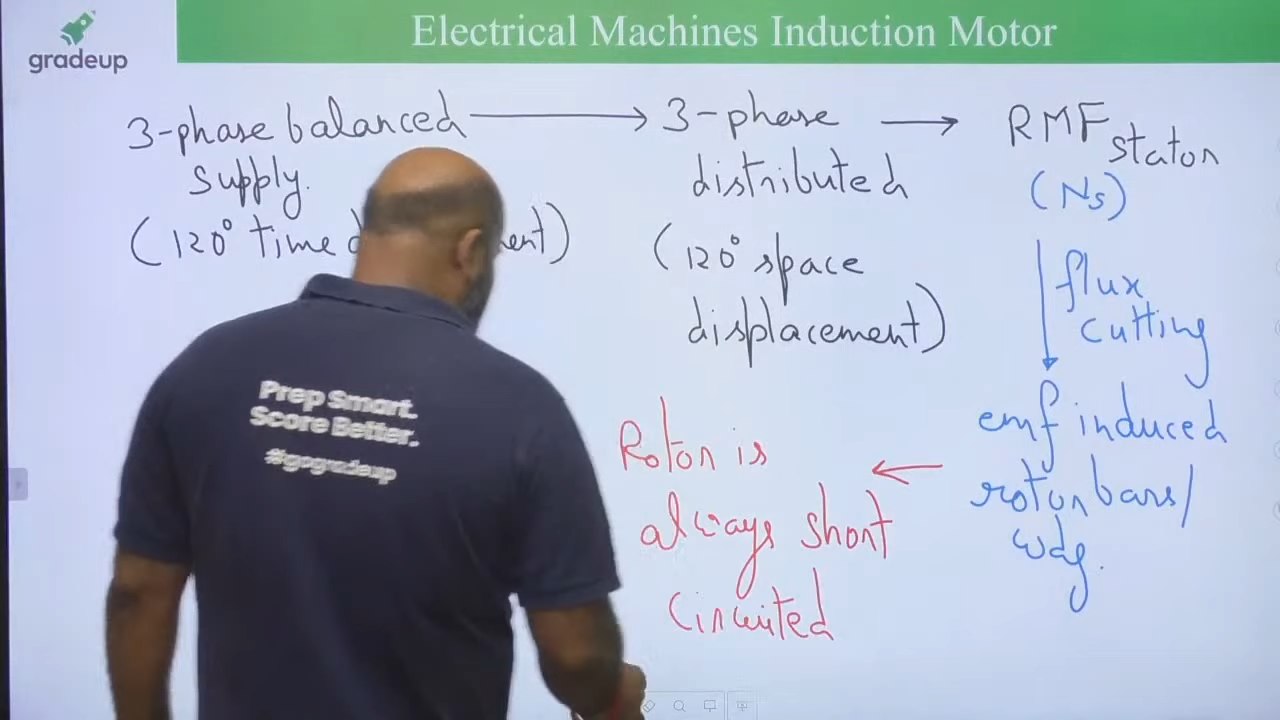 gradeup
Electrical Machines Induction Motor
3-phase balanced
supply.
(120° time
3-phase
distributed
(120° space
displacement)
RMF stator
(Ns)
flux
cutting
emf induced
rotor bars/
wdg.
Rotor is
always short
circuited
Prep Smart.
Score Better.
#gogradeup